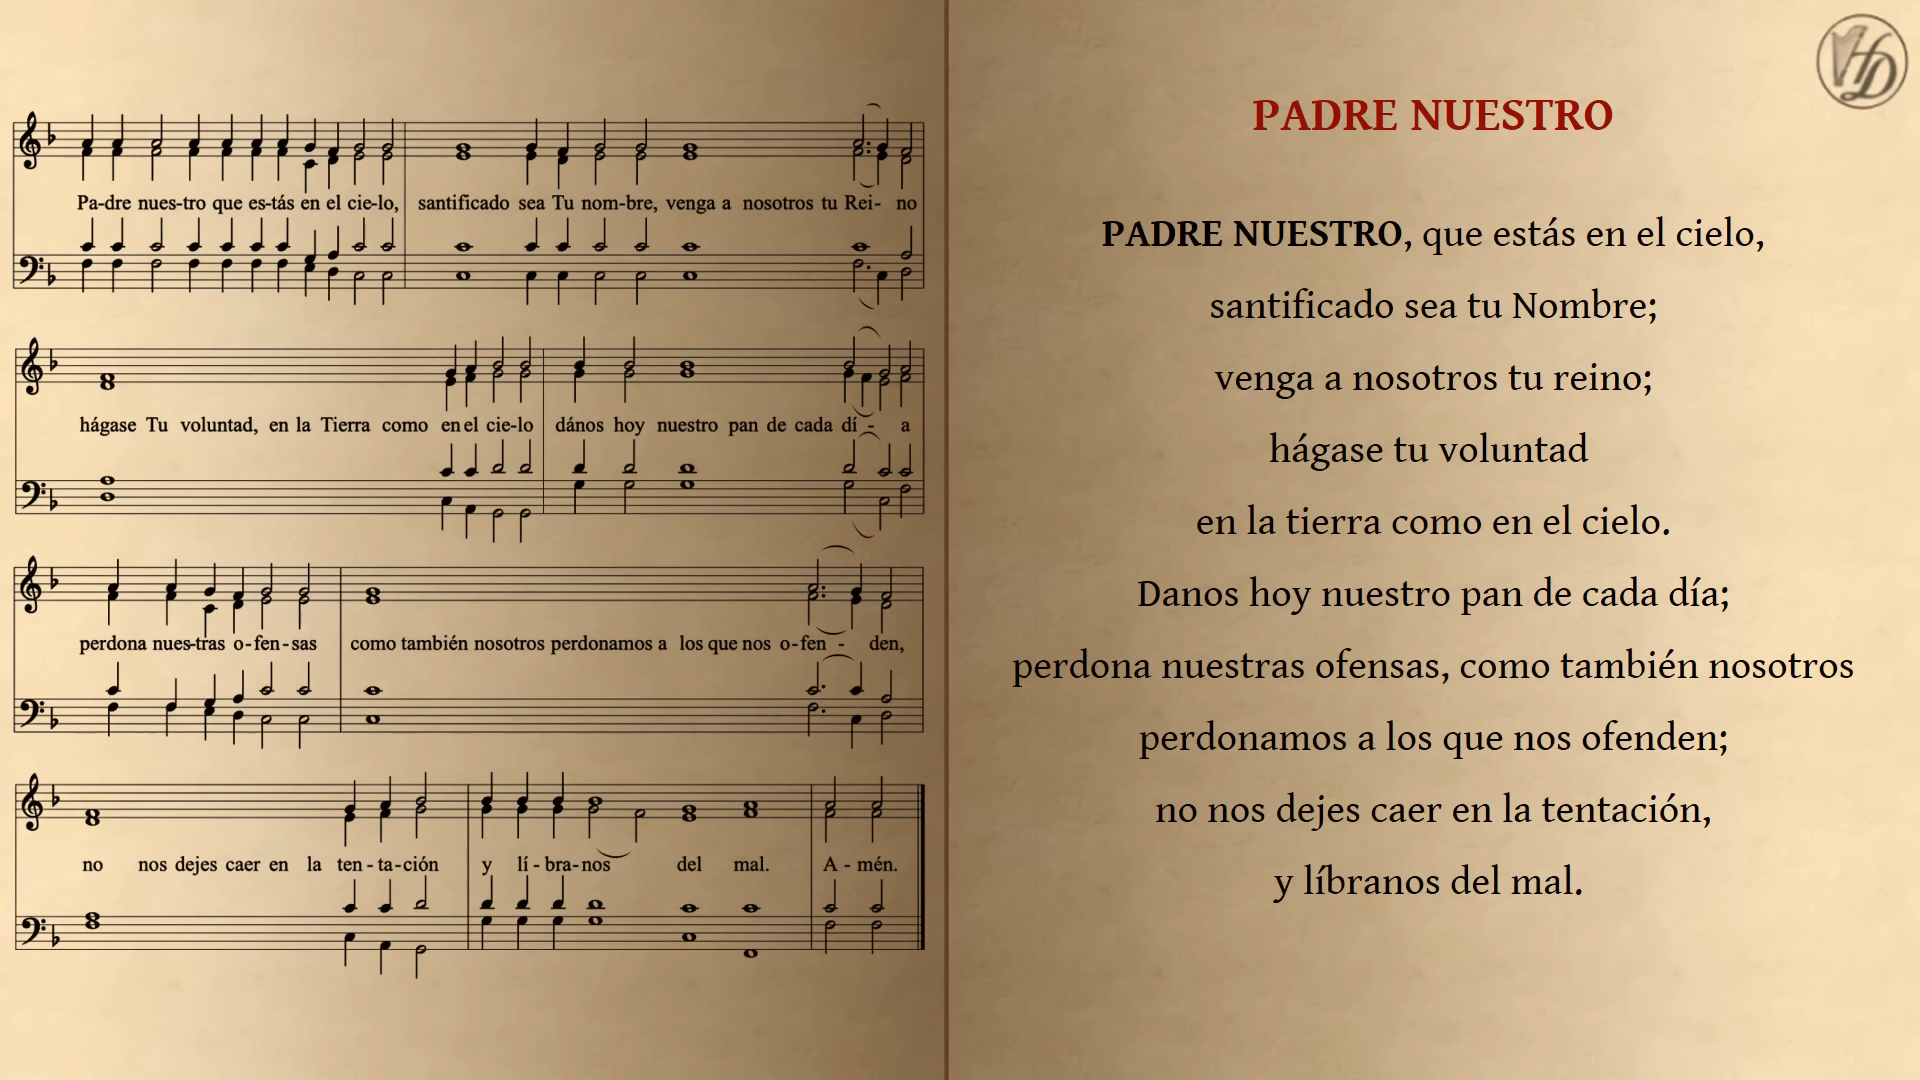 Pa-dre nues-tro que es-tás en el cie-lo, santificado sea Tu nom-bre, venga a nosotros tu Rei- no
hágase Tu voluntad, en la Tierra como en el cie-lo dános hoy nuestro pan de cada dí - a
perdona nues-tras o-fen-sas como también nosotros perdonamos a los que nos o-fen - den,
no nos dejes caer en la ten-ta-ción y lí-bra-nos del mal. A-mén.
HD
PADRE NUESTRO
PADRE NUESTRO, que estás en el cielo,
santificado sea tu Nombre;
venga a nosotros tu reino;
hágase tu voluntad
en la tierra como en el cielo.
Danos hoy nuestro pan de cada día;
perdona nuestras ofensas, como también nosotros
perdonamos a los que nos ofenden;
no nos dejes caer en la tentación,
y líbranos del mal.